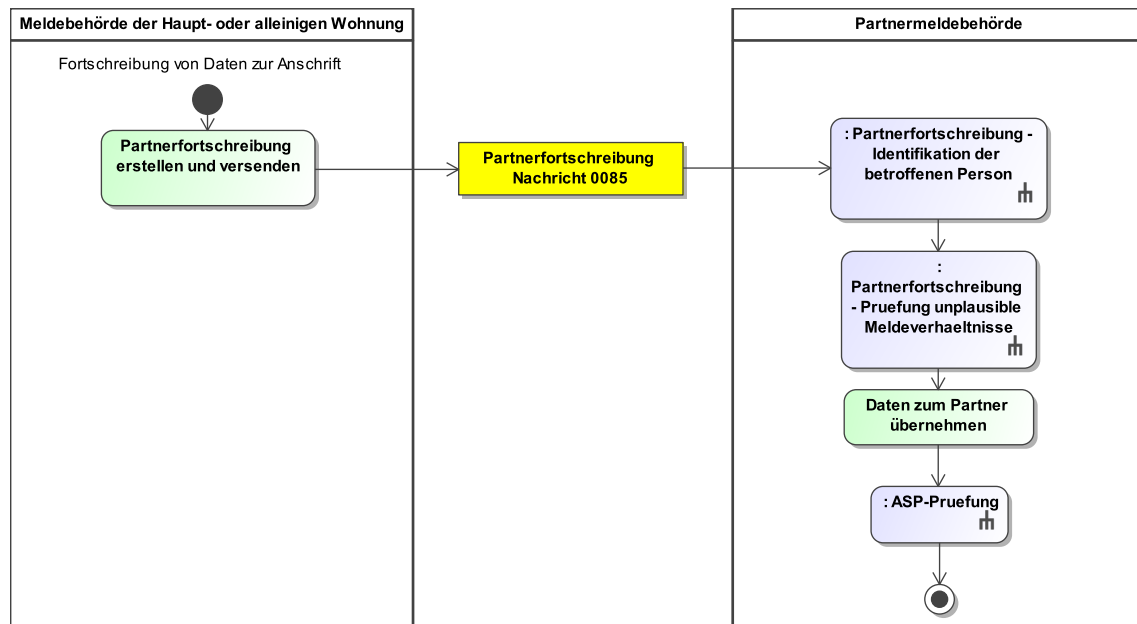 Meldebehörde der Haupt- oder alleinigen Wohnung
Partnermeldebehörde
Fortschreibung von Daten zur Anschrift
Partnerfortschreibung
erstellen und versenden
Partnerfortschreibung
Nachricht 0085
: Partnerfortschreibung -
Identifikation der
betroffenen Person
:
Partnerfortschreibung
- Pruefung unplausible
Meldeverhaeltnisse
Daten zum Partner
übernehmen
: ASP-Pruefung